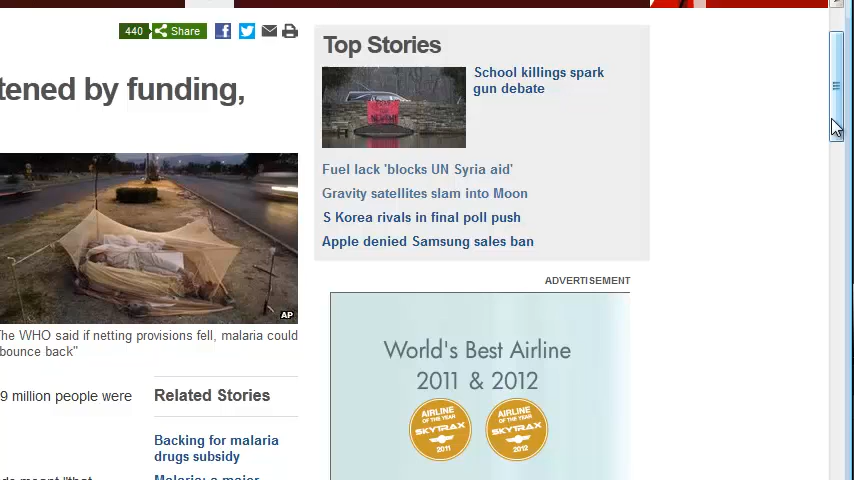 440 Share
Top Stories
tened by funding,
School killings spark
gun debate
Fuel lack 'blocks UN Syria aid'
Gravity satellites slam into Moon
S Korea rivals in final poll push
Apple denied Samsung sales ban
ADVERTISEMENT
AP
The WHO said if netting provisions fell, malaria could
bounce back"
World's Best Airline
2011 & 2012
AIRLINE
OF THE YEAR
SKYTRAX
2011
AIRLINE
OF THE YEAR
SKYTRAX
2012
9 million people were
Related Stories
Backing for malaria
drugs subsidy
Malaria: a major